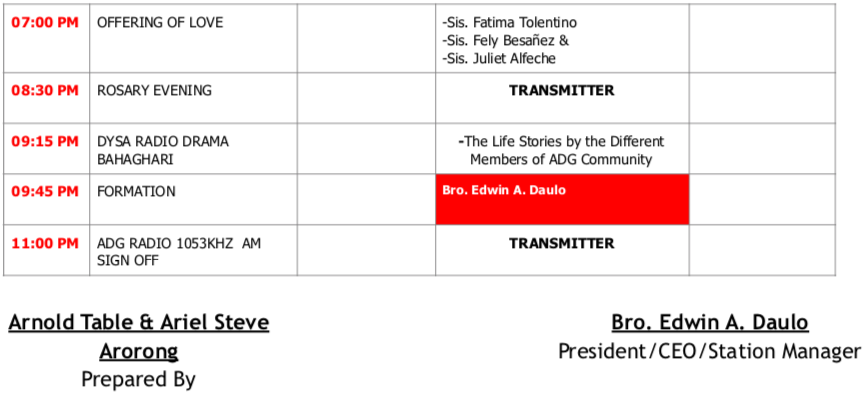 07:00 PM OFFERING OF LOVE -Sis. Fatima Tolentino
-Sis. Fely Besañez &
-Sis. Juliet Alfeche
08:30 PM ROSARY EVENING TRANSMITTER
09:15 PM DYSA RADIO DRAMA -The Life Stories by the Different
BAHAGHARI Members of ADG Community
09:45 PM FORMATION Bro. Edwin A. Daulo
11:00 PM ADG RADIO 1053KHZ AM TRANSMITTER
SIGN OFF
Arnold Table & Ariel Steve Bro. Edwin A. Daulo
Arorong President/CEO/Station Manager
Prepared By